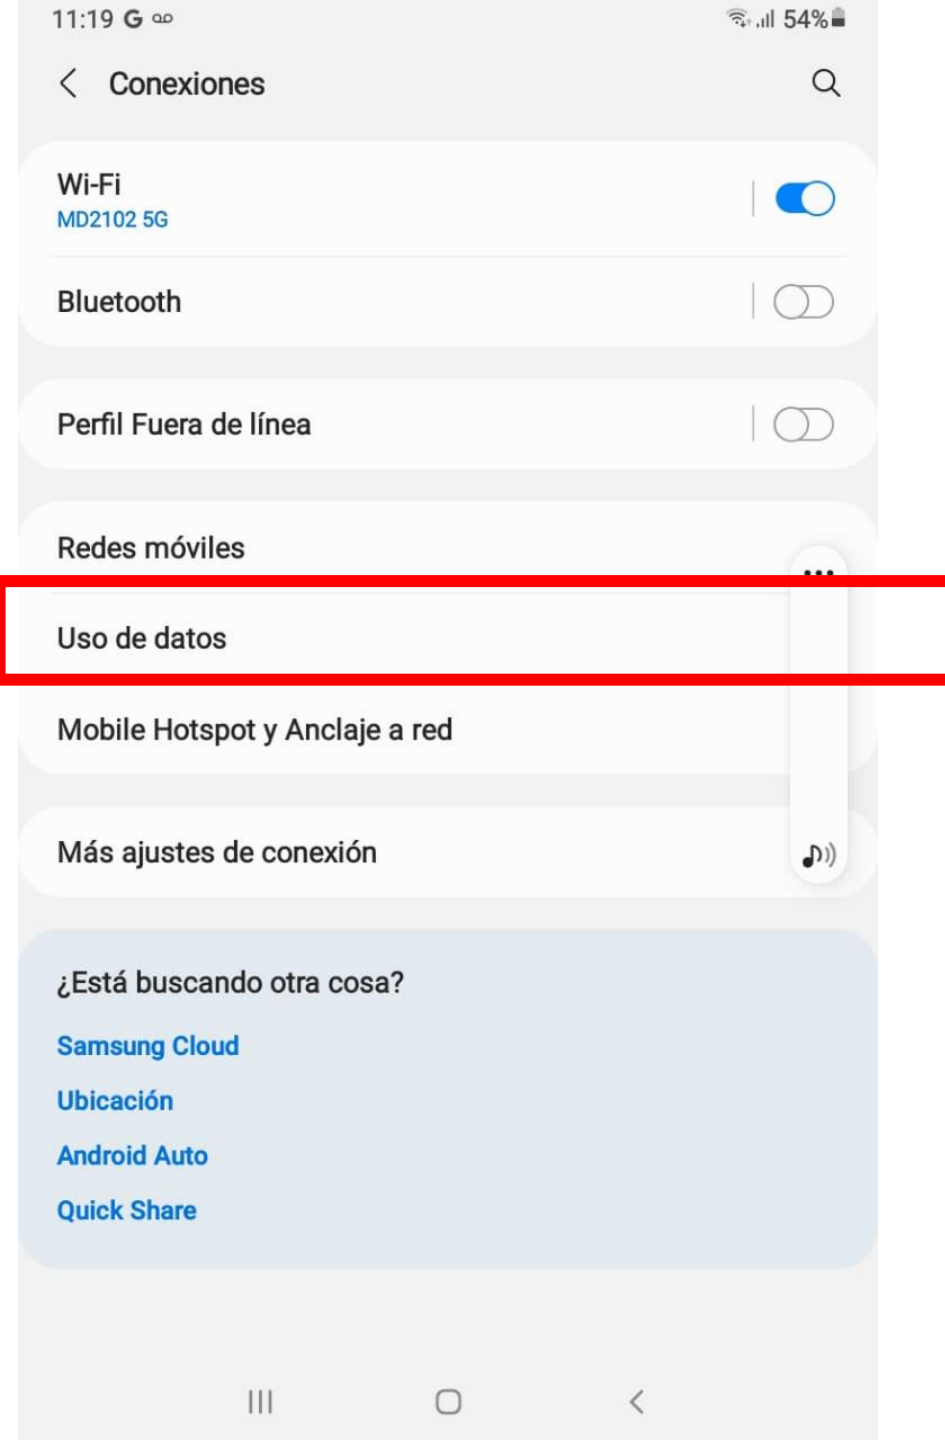 11:19 G 54%
Conexiones
Wi-Fi
MD2102 5G
Bluetooth
Perfil Fuera de línea
Redes móviles
Uso de datos
Mobile Hotspot y Anclaje a red
Más ajustes de conexión
¿Está buscando otra cosa?
Samsung Cloud
Ubicación
Android Auto
Quick Share